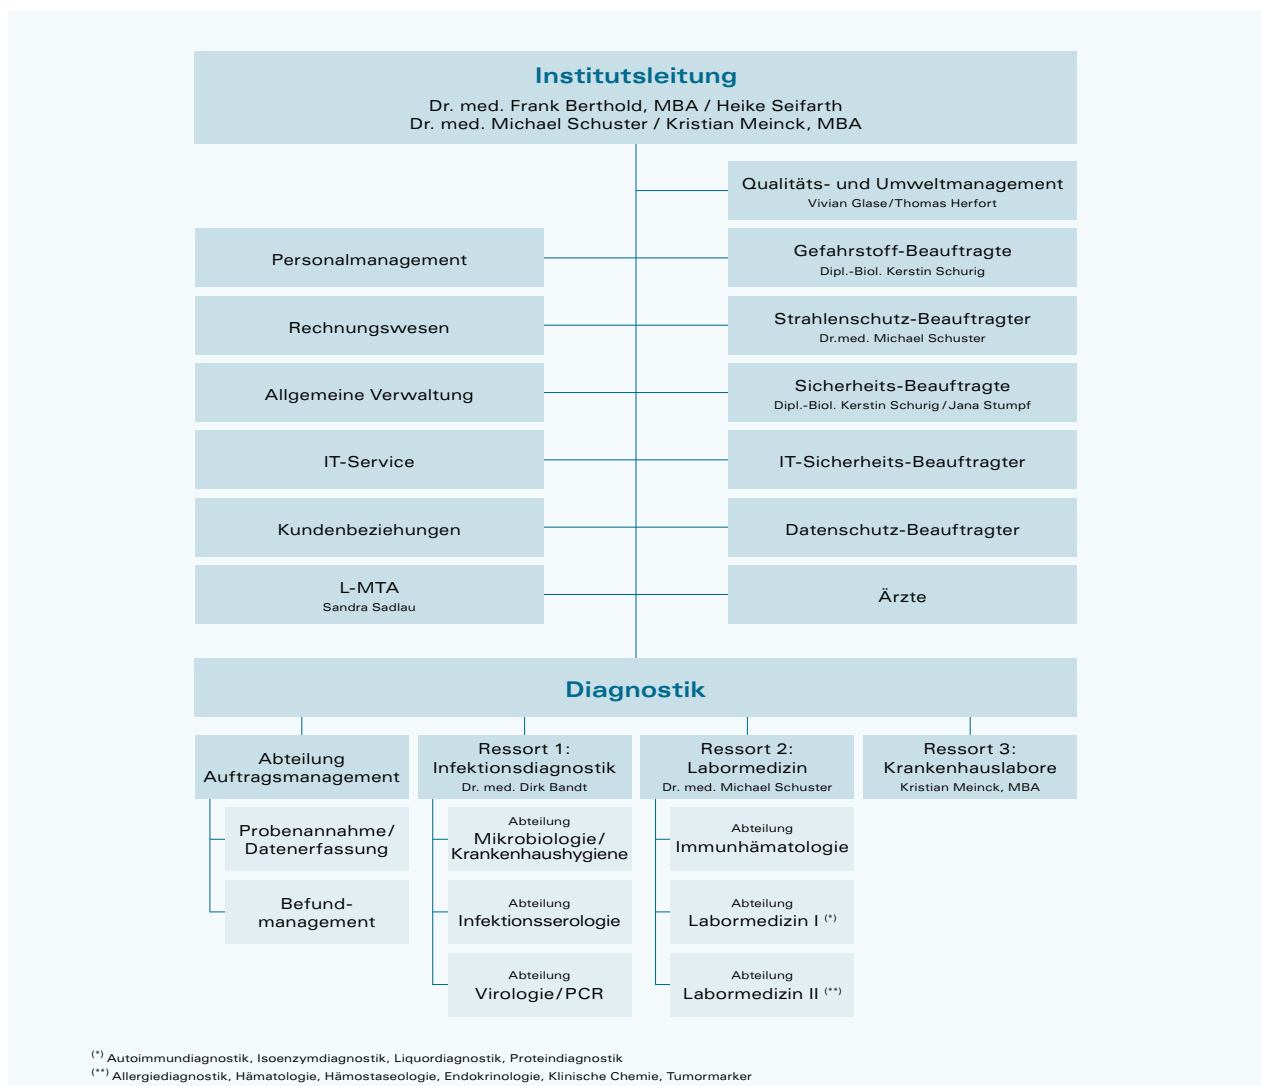 Institutsleitung
Dr. med. Frank Berthold, MBA / Heike Seifarth
Dr. med. Michael Schuster / Kristian Meinck, MBA
Qualitäts- und Umweltmanagement
Vivian Glase/Thomas Herfort
Personalmanagement
Gefahrstoff-Beauftragte
Dipl.-Biol. Kerstin Schurig
Rechnungswesen
Strahlenschutz-Beauftragter
Dr.med. Michael Schuster
Allgemeine Verwaltung
Sicherheits-Beauftragte
Dipl.-Biol. Kerstin Schurig/Jana Stumpf
IT-Service
IT-Sicherheits-Beauftragter
Kundenbeziehungen
Datenschutz-Beauftragter
L-MTA
Sandra Sadlau
Ärzte
Diagnostik
Abteilung
Auftragsmanagement
Probenannahme/
Datenerfassung
Befund-
management
Ressort 1:
Infektionsdiagnostik
Dr. med. Dirk Bandt
Abteilung
Mikrobiologie/
Krankenhaushygiene
Abteilung
Infektionsserologie
Abteilung
Virologie/PCR
Ressort 2:
Labormedizin
Dr. med. Michael Schuster
Abteilung
Immunhämatologie
Abteilung
Labormedizin I (*)
Abteilung
Labormedizin II (**)
Ressort 3:
Krankenhauslabore
Kristian Meinck, MBA
(*) Autoimmundiagnostik, Isoenzymdiagnostik, Liquordiagnostik, Proteindiagnostik
(**) Allergiediagnostik, Hämatologie, Hämostaseologie, Endokrinologie, Klinische Chemie, Tumormarker